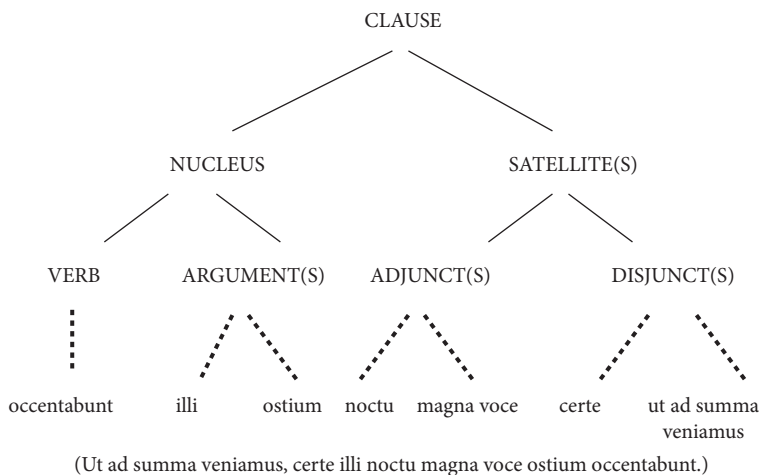 CLAUSE
NUCLEUS SATELLITE(S)
VERB ARGUMENT(S) ADJUNCT(S) DISJUNCT(S)
occentabunt illi ostium noctu magna voce certe ut ad summa
veniamus
(Ut ad summa veniamus, certe illi noctu magna voce ostium occentabunt.)